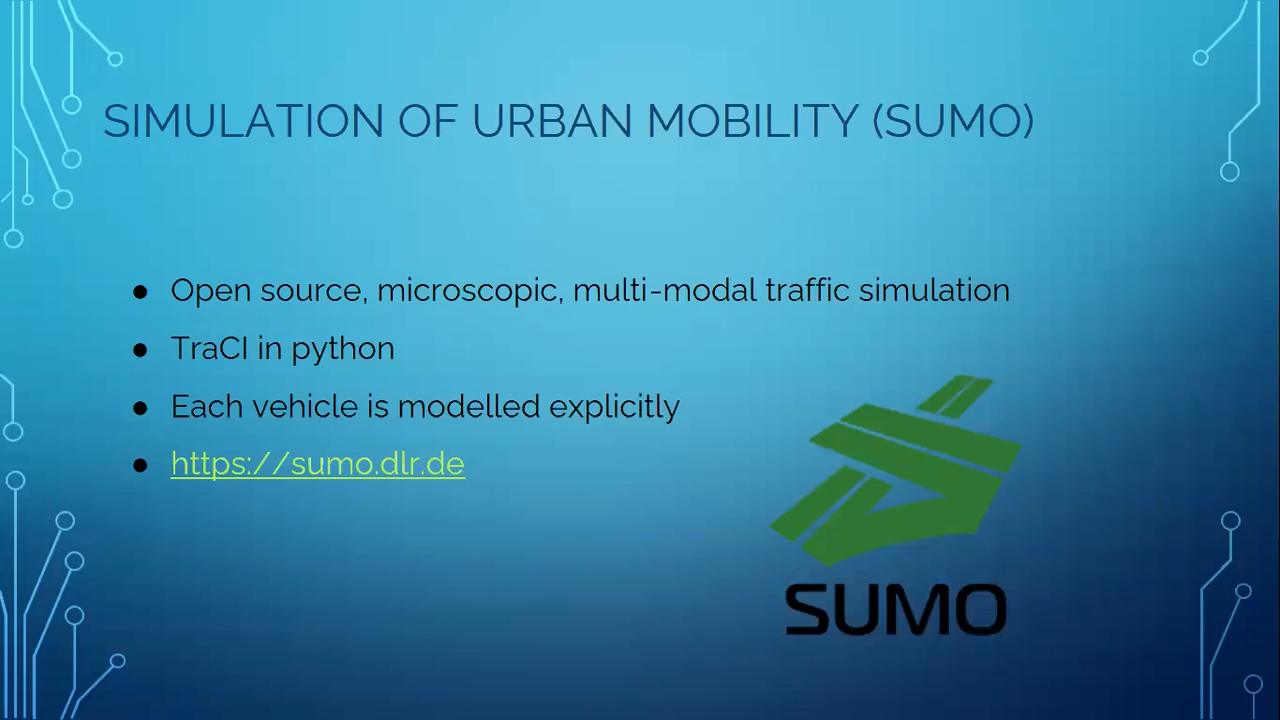 SIMULATION OF URBAN MOBILITY (SUMO)
● Open source, microscopic, multi-modal traffic simulation
● TraCI in python
● Each vehicle is modelled explicitly
● https://sumo.dlr.de
SUMO